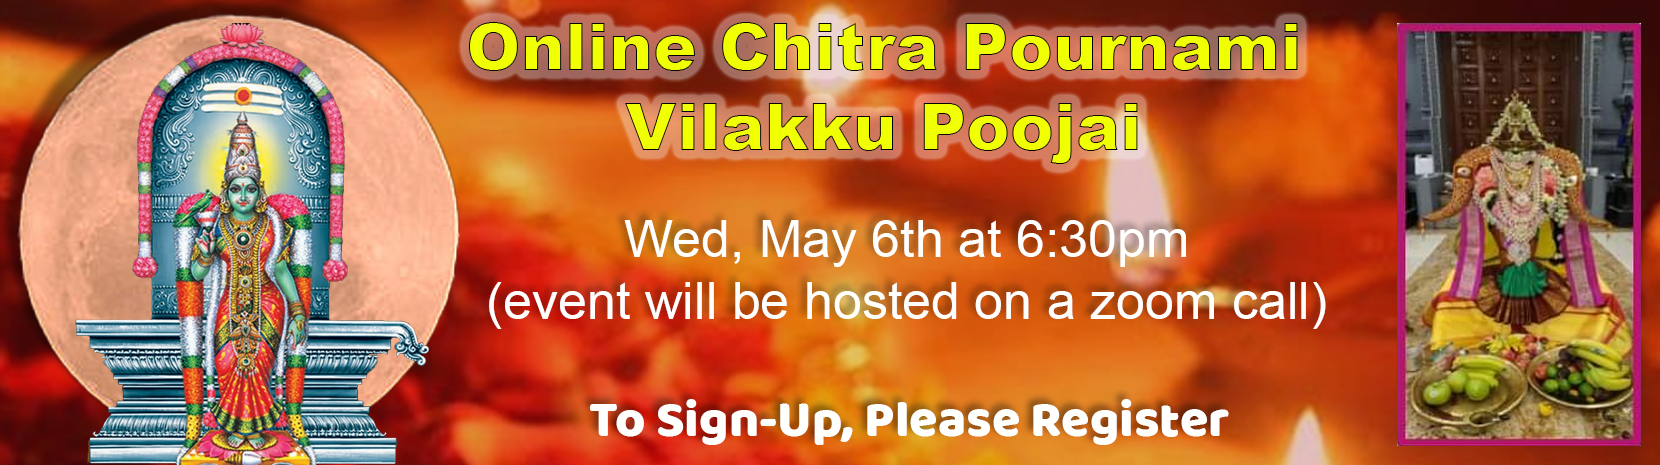 Online Chitra Pournami
Vilakku Poojai
Wed, May 6th at 6:30pm
(event will be hosted on a zoom call)
To Sign-Up, Please Register